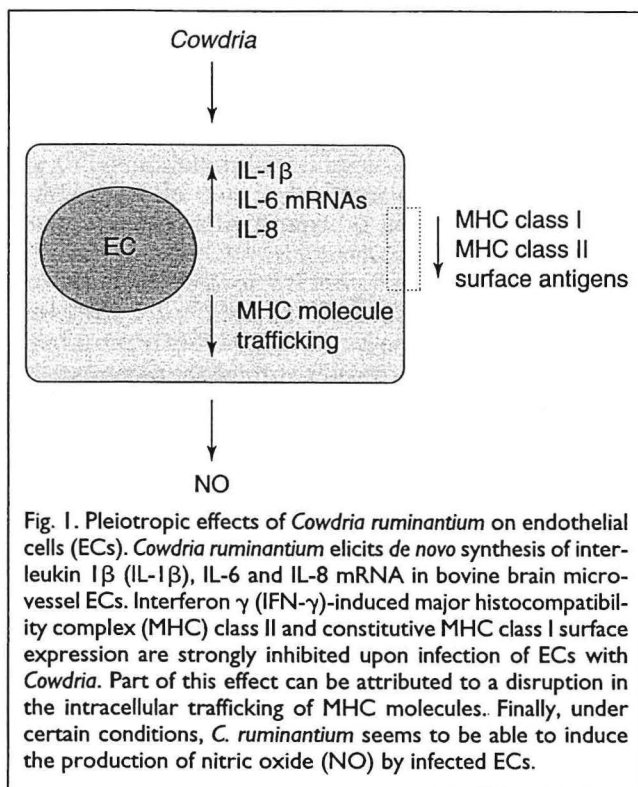 Cowdria
IL-1β
IL-6 mRNAs
IL-8
EC
MHC class I
MHC class II
surface antigens
MHC molecule
trafficking
NO
Fig. 1. Pleiotropic effects of Cowdria ruminantium on endothelial
cells (ECs). Cowdria ruminantium elicits de novo synthesis of inter-
leukin 1β (IL-1β), IL-6 and IL-8 mRNA in bovine brain micro-
vessel ECs. Interferon γ (IFN-γ)-induced major histocompatibil-
ity complex (MHC) class II and constitutive MHC class I surface
expression are strongly inhibited upon infection of ECs with
Cowdria. Part of this effect can be attributed to a disruption in
the intracellular trafficking of MHC molecules. Finally, under
certain conditions, C. ruminantium seems to be able to induce
the production of nitric oxide (NO) by infected ECs.